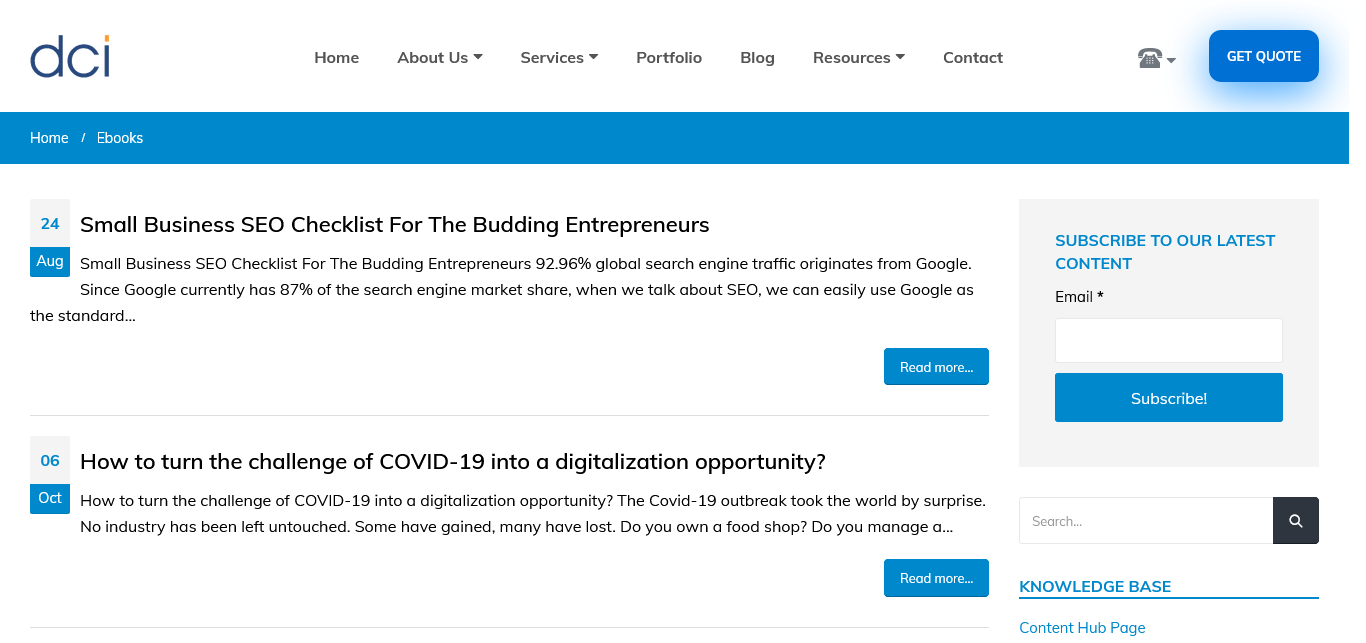 dci
Home
About Us
Services
Portfolio
Blog
Resources
Contact
GET QUOTE
Home / Ebooks
24
Aug
Small Business SEO Checklist For The Budding Entrepreneurs
Small Business SEO Checklist For The Budding Entrepreneurs 92.96% global search engine traffic originates from Google.
Since Google currently has 87% of the search engine market share, when we talk about SEO, we can easily use Google as
the standard...
Read more...
06
Oct
How to turn the challenge of COVID-19 into a digitalization opportunity?
How to turn the challenge of COVID-19 into a digitalization opportunity? The Covid-19 outbreak took the world by surprise.
No industry has been left untouched. Some have gained, many have lost. Do you own a food shop? Do you manage a...
Read more...
SUBSCRIBE TO OUR LATEST
CONTENT
Email *
Subscribe!
Search...
KNOWLEDGE BASE
Content Hub Page